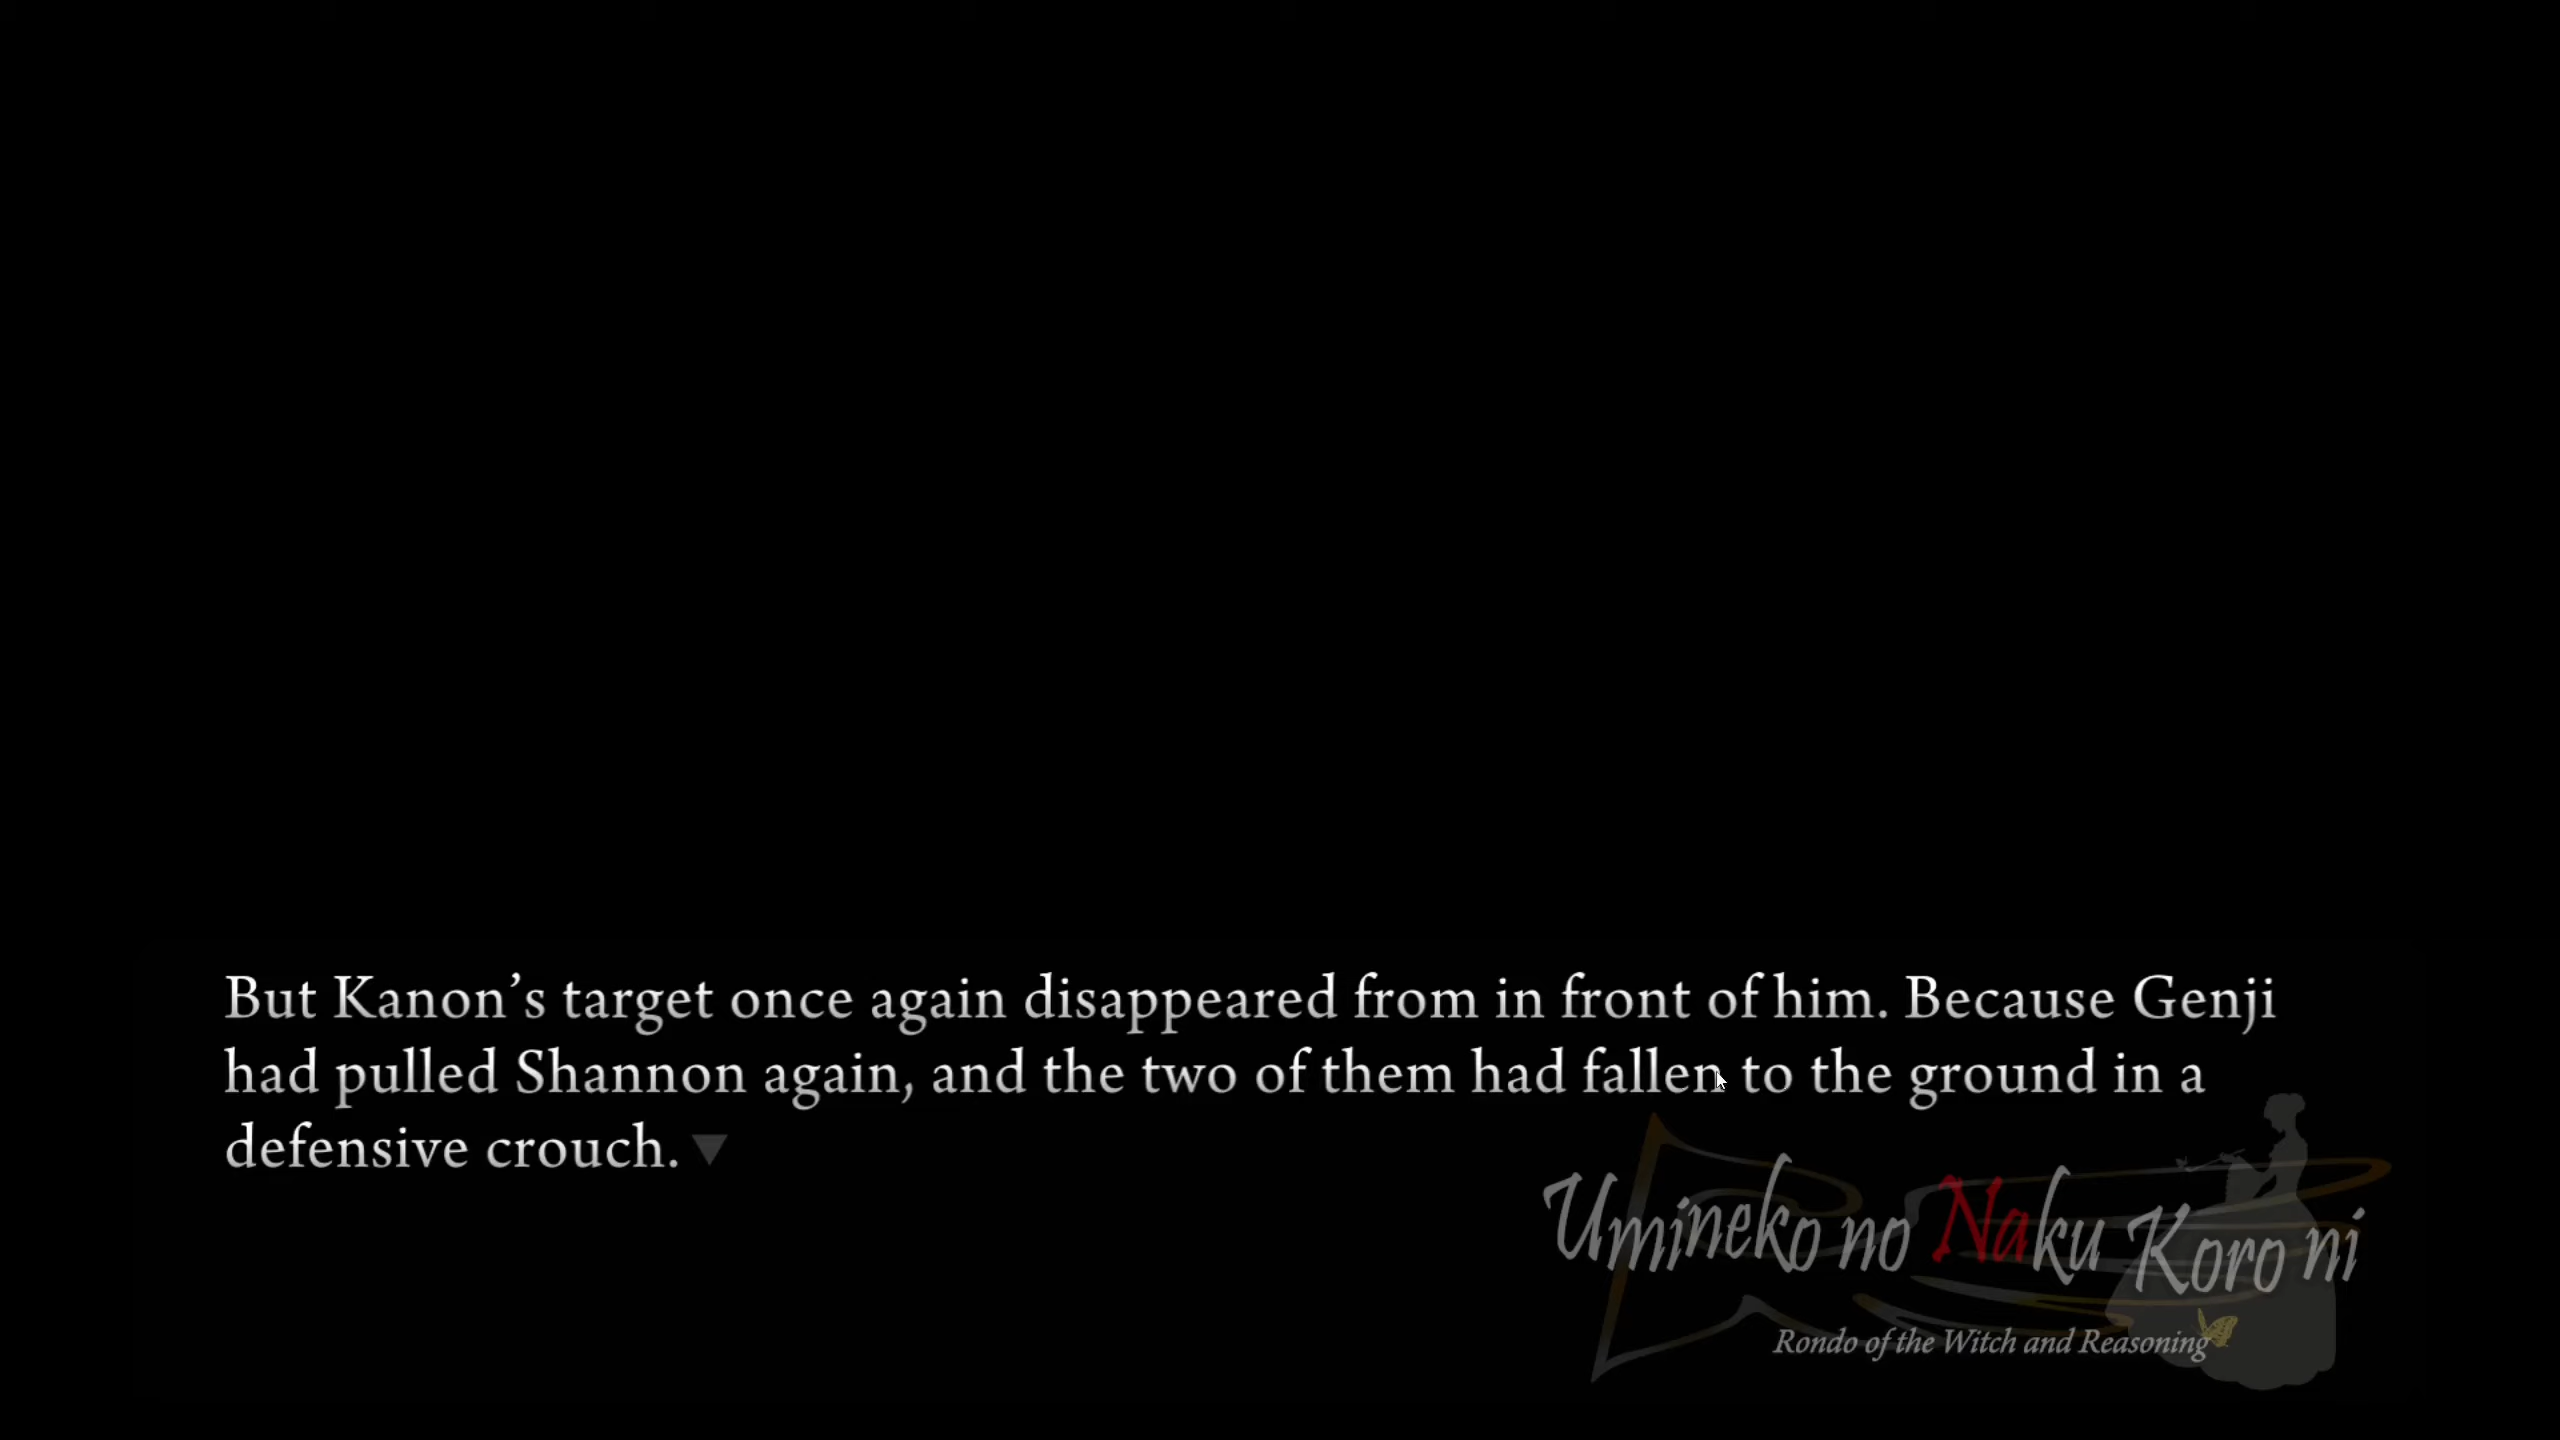 But Kanon’s target once again disappeared from in front of him. Because Genji
had pulled Shannon again, and the two of them had fallen to the ground in a
defensive crouch.
Umineko no Naku Koro ni
Rondo of the Witch and Reasoning